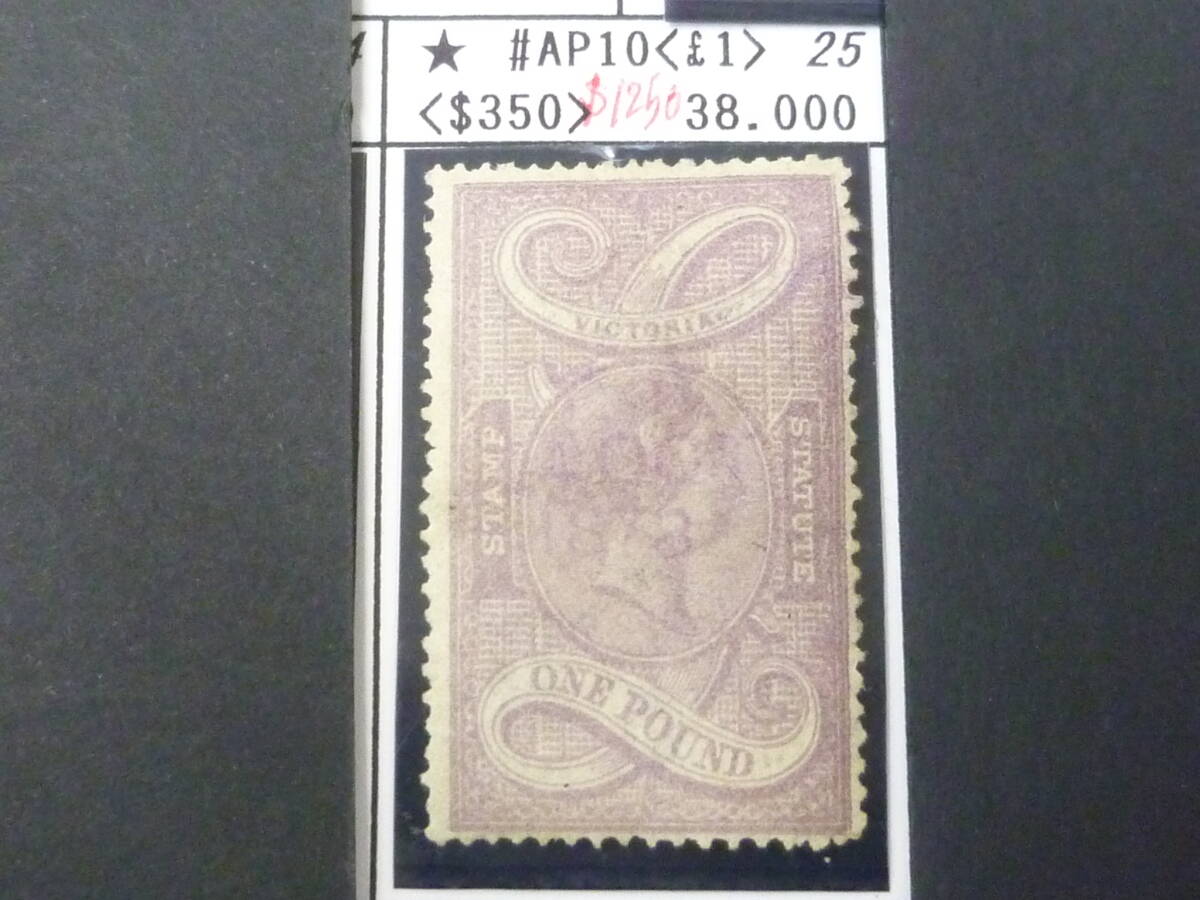 ★ #AP10<£1> 25
<$350> $1250 38.000
VICTORIA
STAMP
STATUTE
ONE POUND